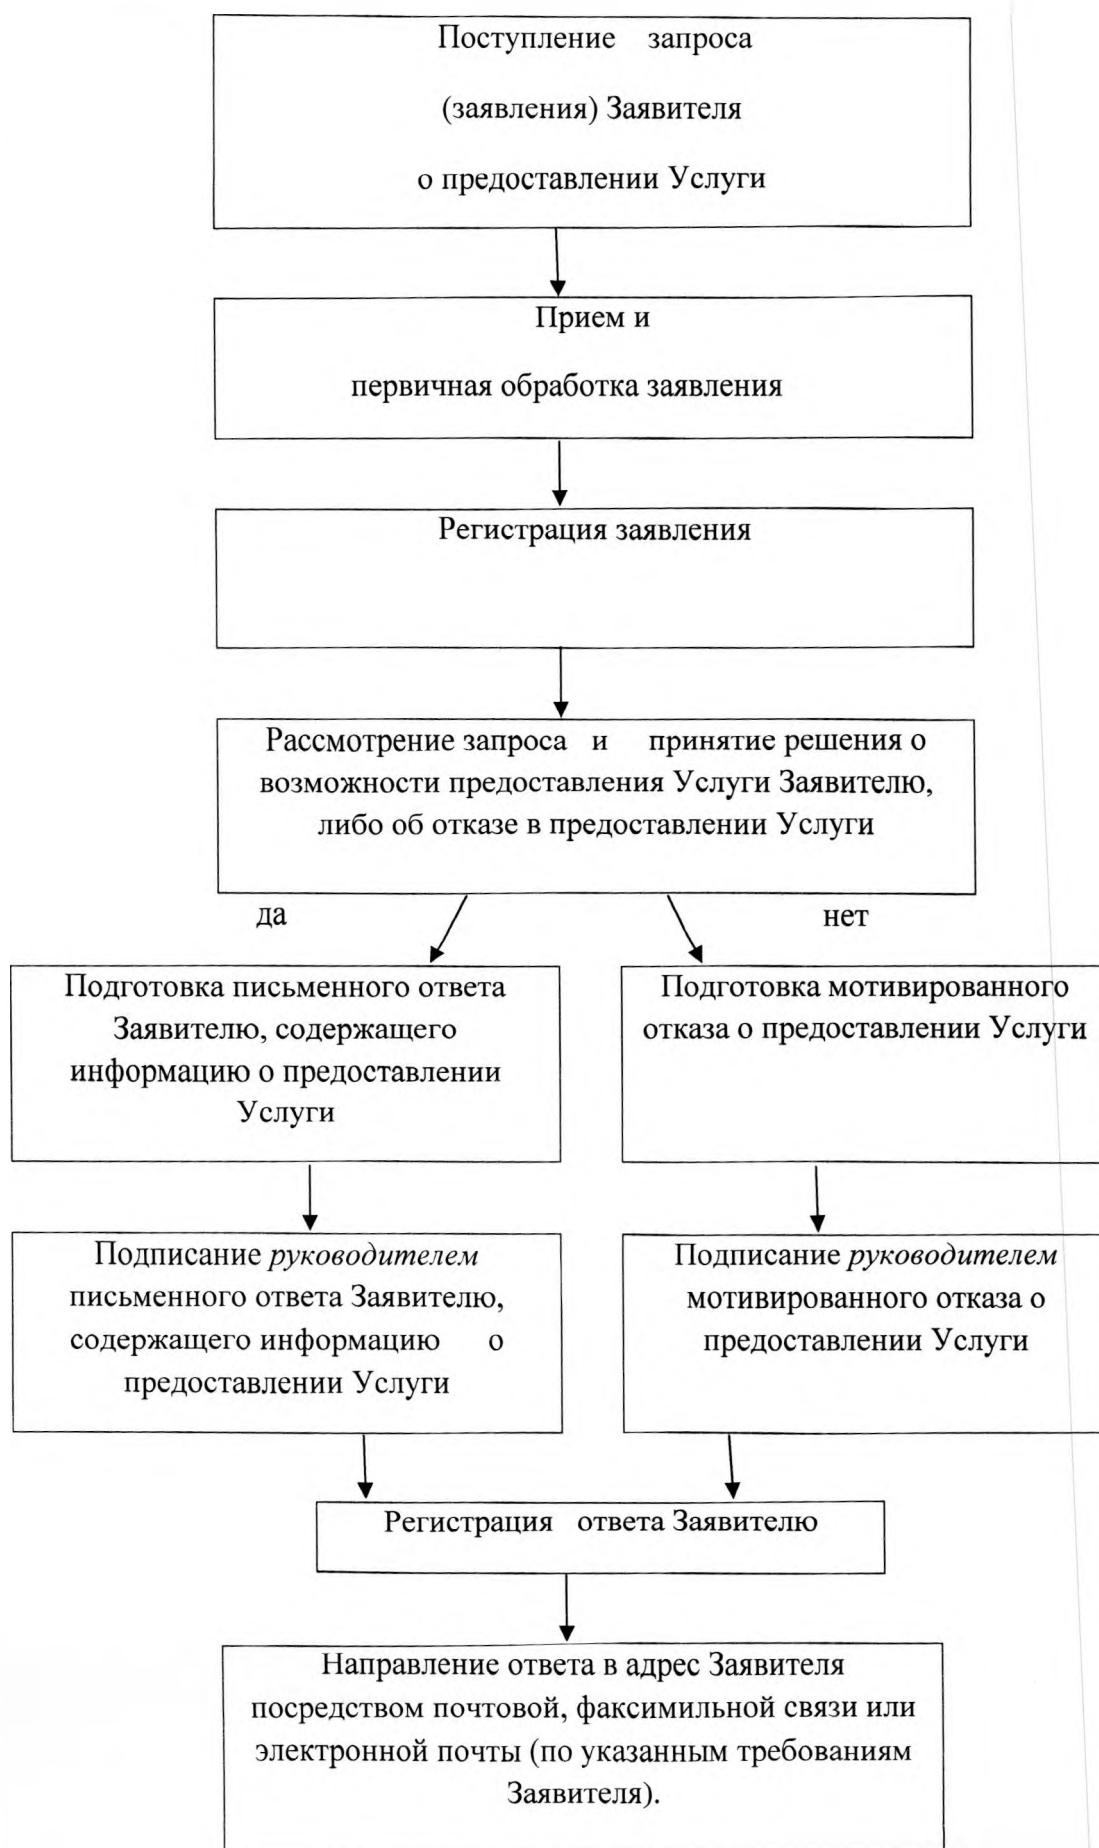 Поступление запроса
(заявления) Заявителя
о предоставлении Услуги
Прием и
первичная обработка заявления
Регистрация заявления
Рассмотрение запроса и принятие решения о
возможности предоставления Услуги Заявителю,
либо об отказе в предоставлении Услуги
да
нет
Подготовка письменного ответа
Заявителю, содержащего
информацию о предоставлении
Услуги
Подготовка мотивированного
отказа о предоставлении Услуги
Подписание руководителем
письменного ответа Заявителю,
содержащего информацию о
предоставлении Услуги
Подписание руководителем
мотивированного отказа о
предоставлении Услуги
Регистрация ответа Заявителю
Направление ответа в адрес Заявителя
посредством почтовой, факсимильной связи или
электронной почты (по указанным требованиям
Заявителя).